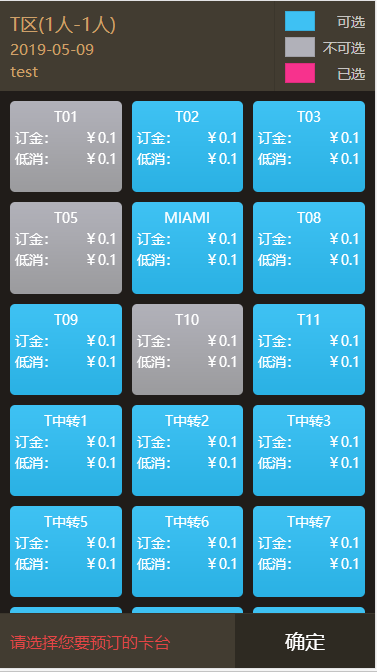 T区(1人-1人)
2019-05-09
test
可选
不可选
已选
T01 T02 T03
订金: ￥0.1 订金: ￥0.1 订金: ￥0.1
低消: ￥0.1 低消: ￥0.1 低消: ￥0.1
T05 MIAMI T08
订金: ￥0.1 订金: ￥0.1 订金: ￥0.1
低消: ￥0.1 低消: ￥0.1 低消: ￥0.1
T09 T10 T11
订金: ￥0.1 订金: ￥0.1 订金: ￥0.1
低消: ￥0.1 低消: ￥0.1 低消: ￥0.1
T中转1 T中转2 T中转3
订金: ￥0.1 订金: ￥0.1 订金: ￥0.1
低消: ￥0.1 低消: ￥0.1 低消: ￥0.1
T中转5 T中转6 T中转7
订金: ￥0.1 订金: ￥0.1 订金: ￥0.1
低消: ￥0.1 低消: ￥0.1 低消: ￥0.1
请选择您要预订的卡台 确定